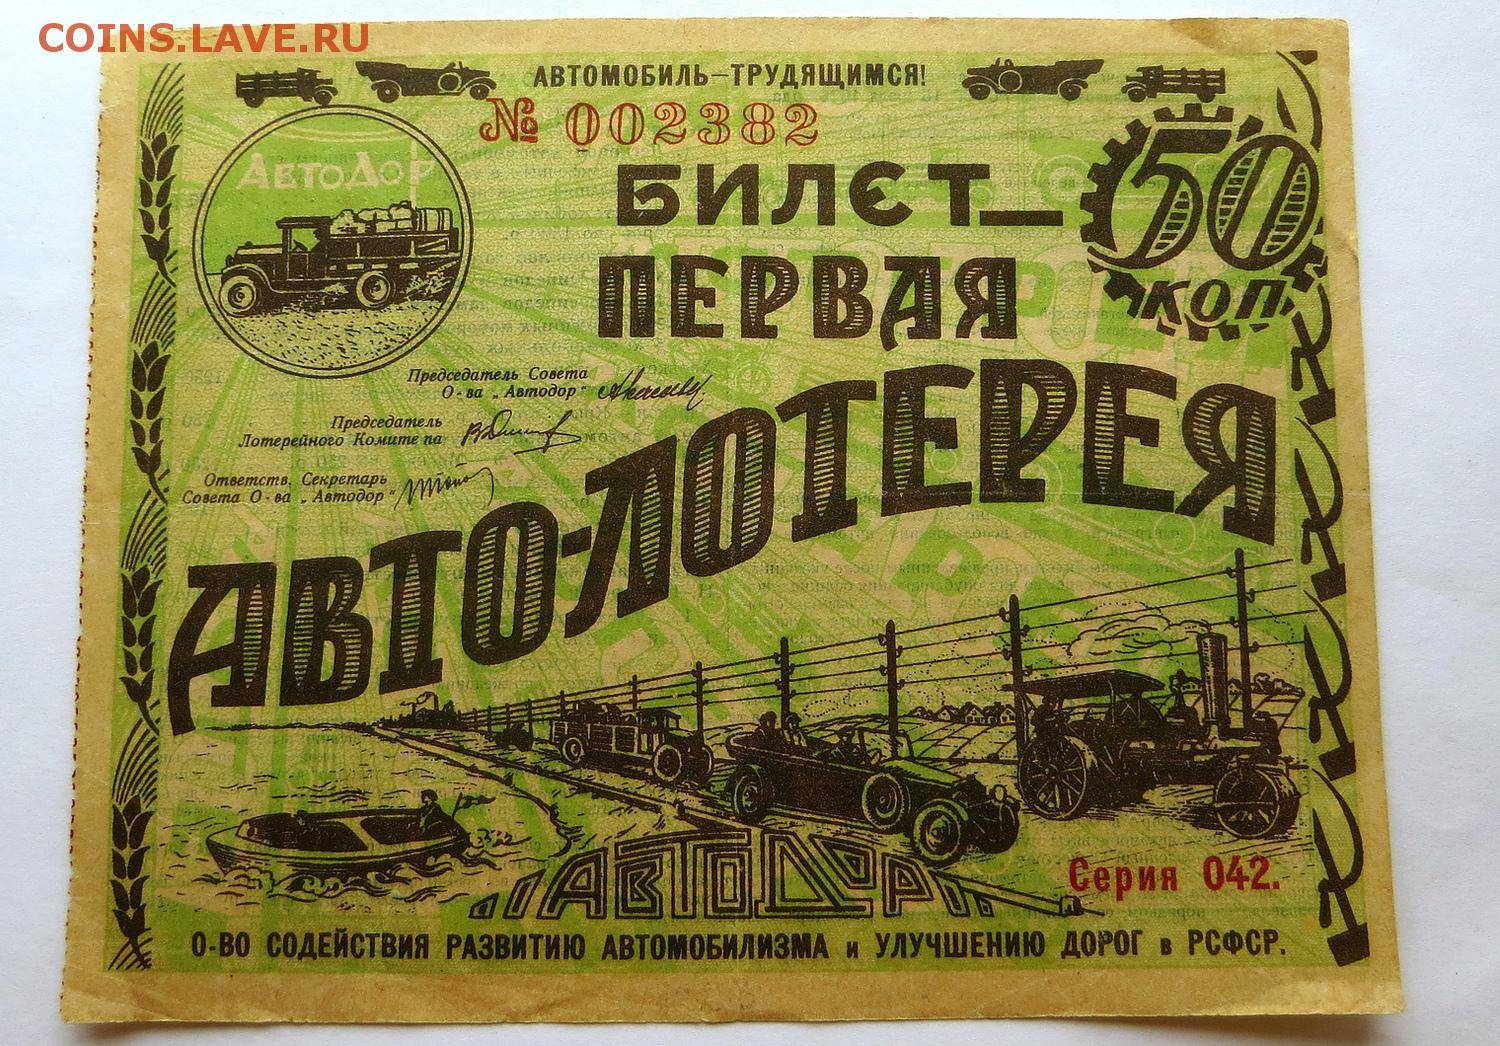 COINS.LAVE.RU
АВТОМОБИЛЬ–ТРУДЯЩИМСЯ!
№ 002382
АВТОДОР
БИЛЄТ—
50
КОП
ПЕРВАЯ
Председатель Совета
О-ва „Автодор"
Председатель
Лотерейного Комитета
Ответств. Секретарь
Совета О-ва „Автодор"
АВТО-ЛОТЕРЕЯ
"АВТОДОР"
Серия 042.
О-ВО СОДЕЙСТВИЯ РАЗВИТИЮ АВТОМОБИЛИЗМА и УЛУЧШЕНИЮ ДОРОГ в РСФСР.